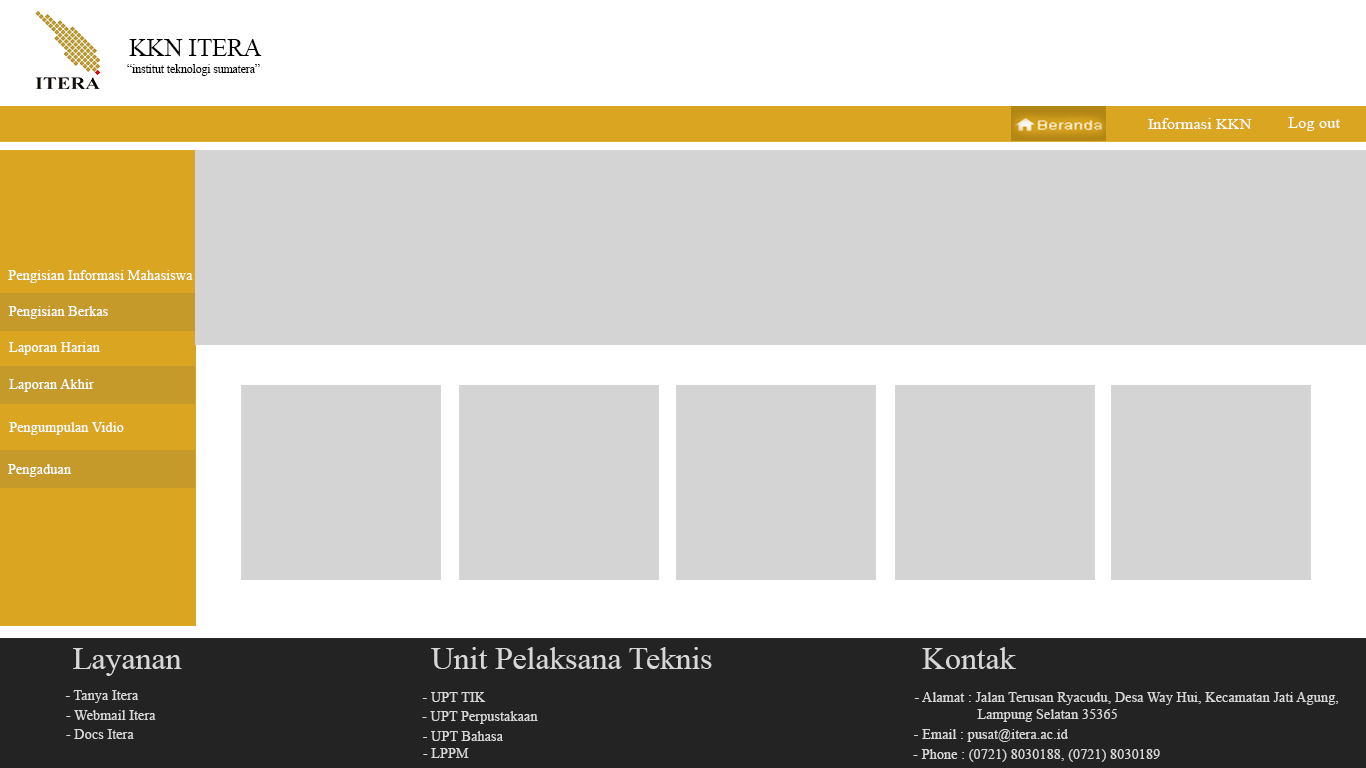 ITERA
KKN ITERA
“institut teknologi sumatera”
Beranda
Informasi KKN
Log out
Pengisian Informasi Mahasiswa
Pengisian Berkas
Laporan Harian
Laporan Akhir
Pengumpulan Vidio
Pengaduan
Layanan
- Tanya Itera
- Webmail Itera
- Docs Itera
Unit Pelaksana Teknis
- UPT TIK
- UPT Perpustakaan
- UPT Bahasa
- LPPM
Kontak
- Alamat : Jalan Terusan Ryacudu, Desa Way Hui, Kecamatan Jati Agung,
Lampung Selatan 35365
- Email : pusat@itera.ac.id
- Phone : (0721) 8030188, (0721) 8030189